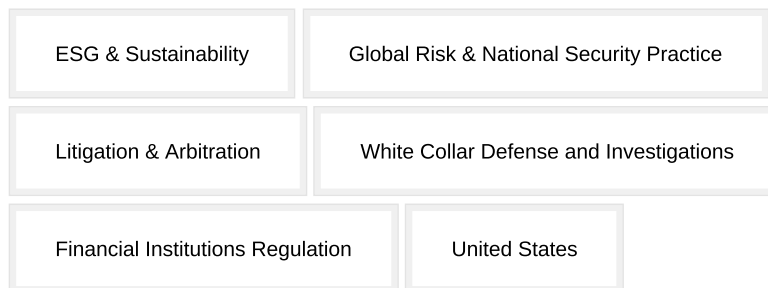 ESG & Sustainability
Global Risk & National Security Practice
Litigation & Arbitration
White Collar Defense and Investigations
Financial Institutions Regulation
United States